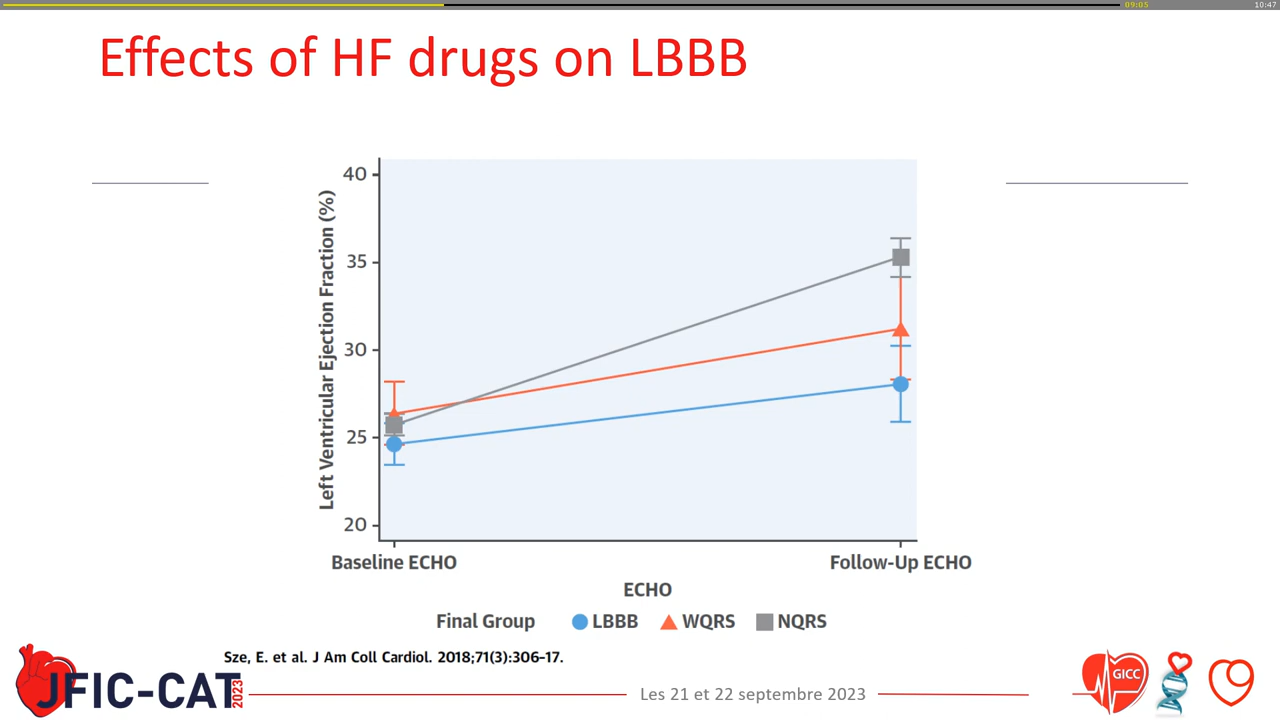 09:05
10:47
Effects of HF drugs on LBBB
Left Ventricular Ejection Fraction (%)
40
35
30
25
20
Baseline ECHO
Follow-Up ECHO
ECHO
Final Group LBBB WQRS NQRS
Sze, E. et al. J Am Coll Cardiol. 2018;71(3):306–17.
JFIC-CAT 2023
Les 21 et 22 septembre 2023
GICC